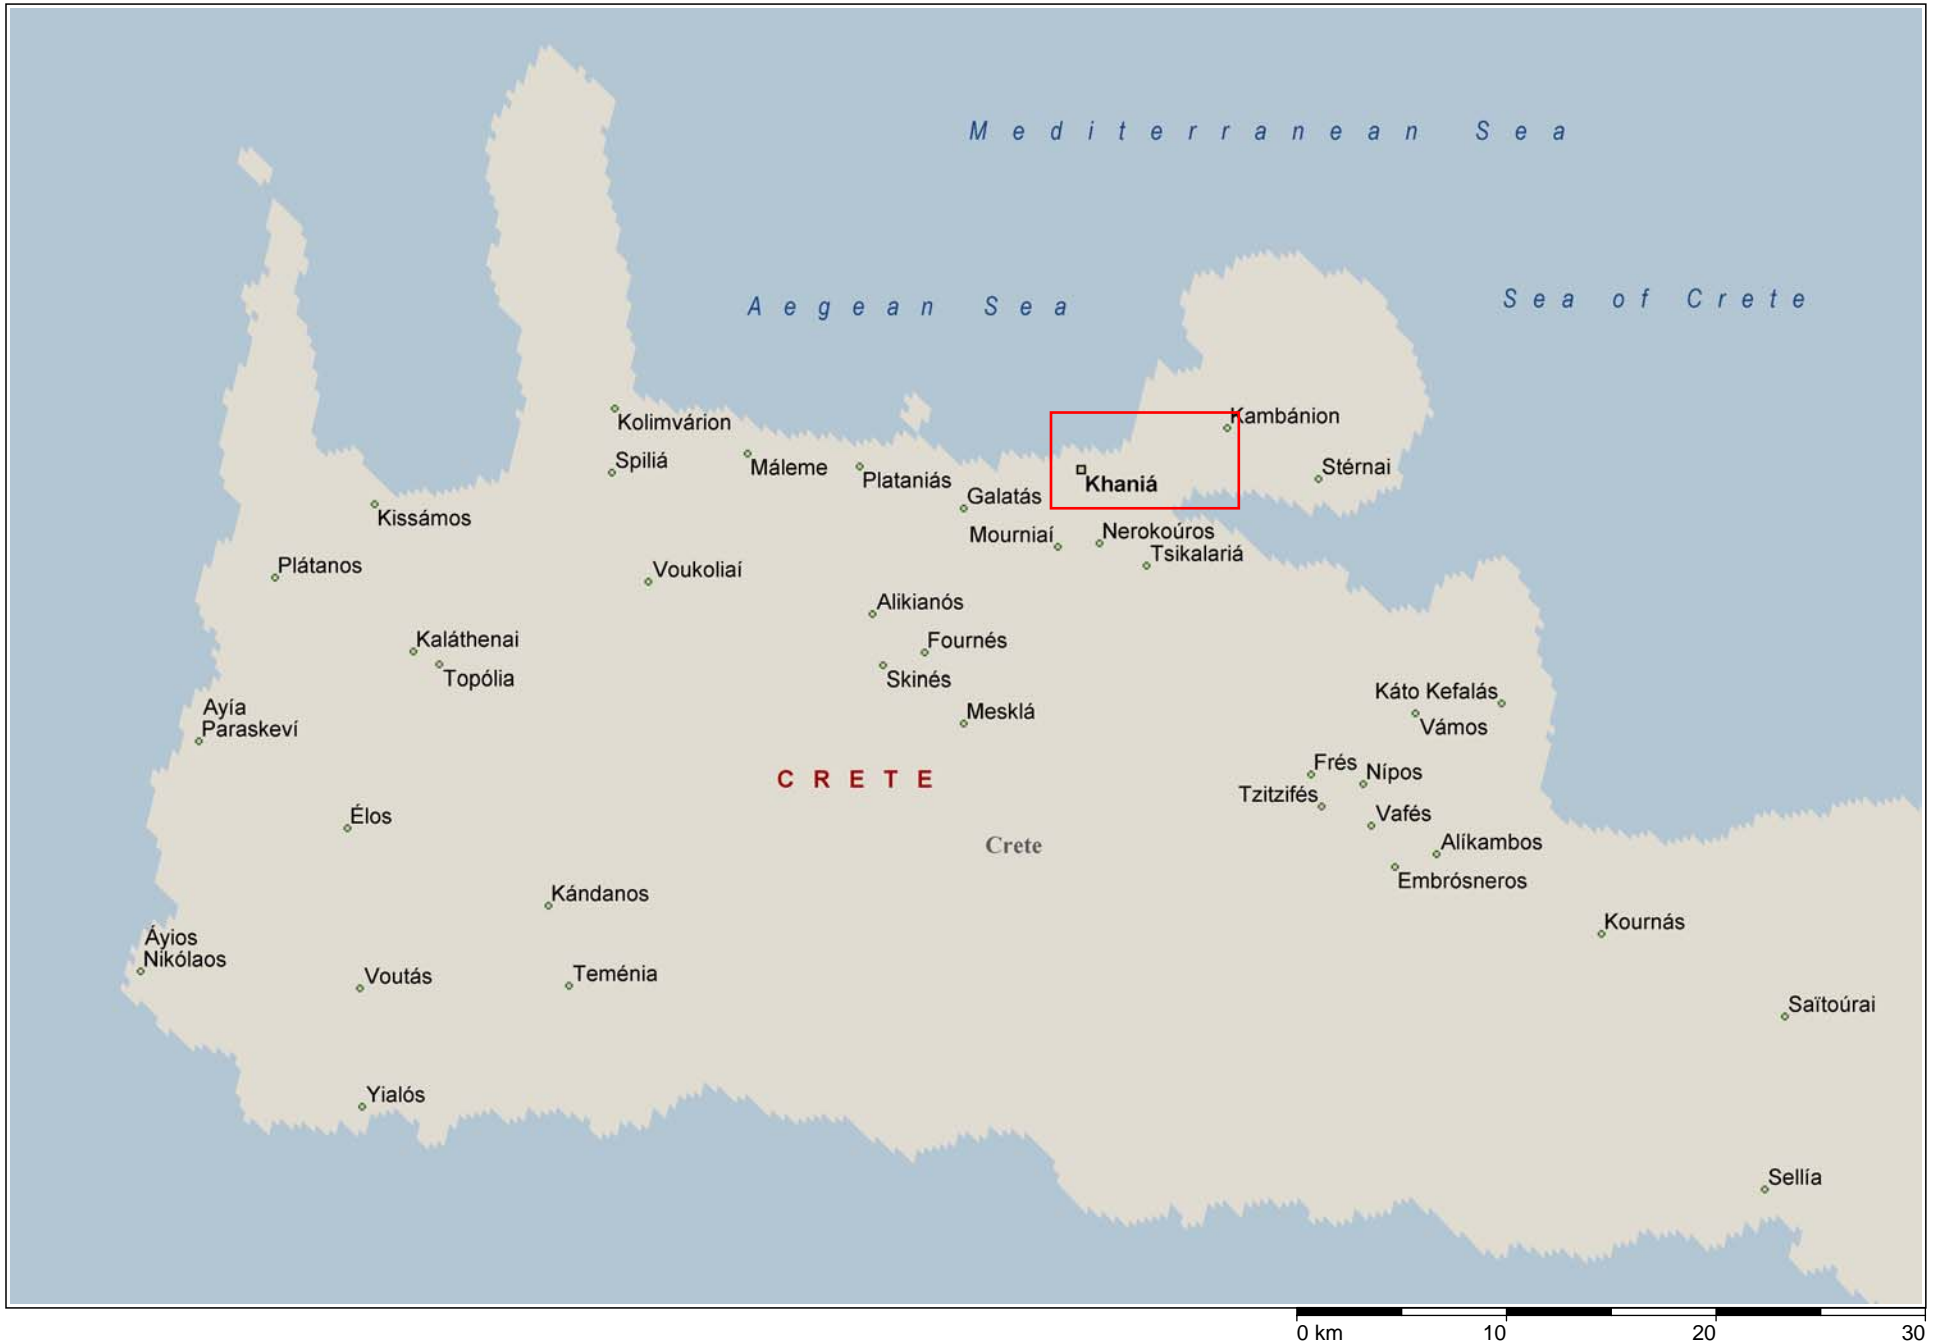 Mediterranean Sea
Aegean Sea
Sea of Crete
Kolimvárion
Kambánion
Spiliá
Máleme
Plataniás
Khaniá
Stérnai
Galatás
Kissámos
Mourniaí
Nerokoúros
Tsikalariá
Plátanos
Voukoliaí
Alikianós
Kaláthenai
Fournés
Topólia
Skinés
Káto Kefalás
Ayía
Paraskeví
Mesklá
Vámos
Frés
Nípos
CRETE
Tzitzifés
Élos
Vafés
Crete
Alíkambos
Embrósneros
Kándanos
Kournás
Áyios
Nikólaos
Voutás
Teménia
Saïtoúrai
Yialós
Sellía
0 km 10 20 30